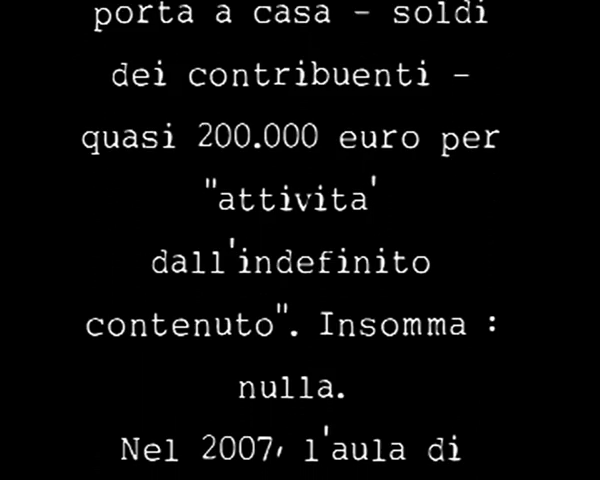 porta a casa - soldi
dei contribuenti -
quasi 200.000 euro per
"attivita'
dall'indefinito
contenuto". Insomma :
nulla.
Nel 2007, l'aula di